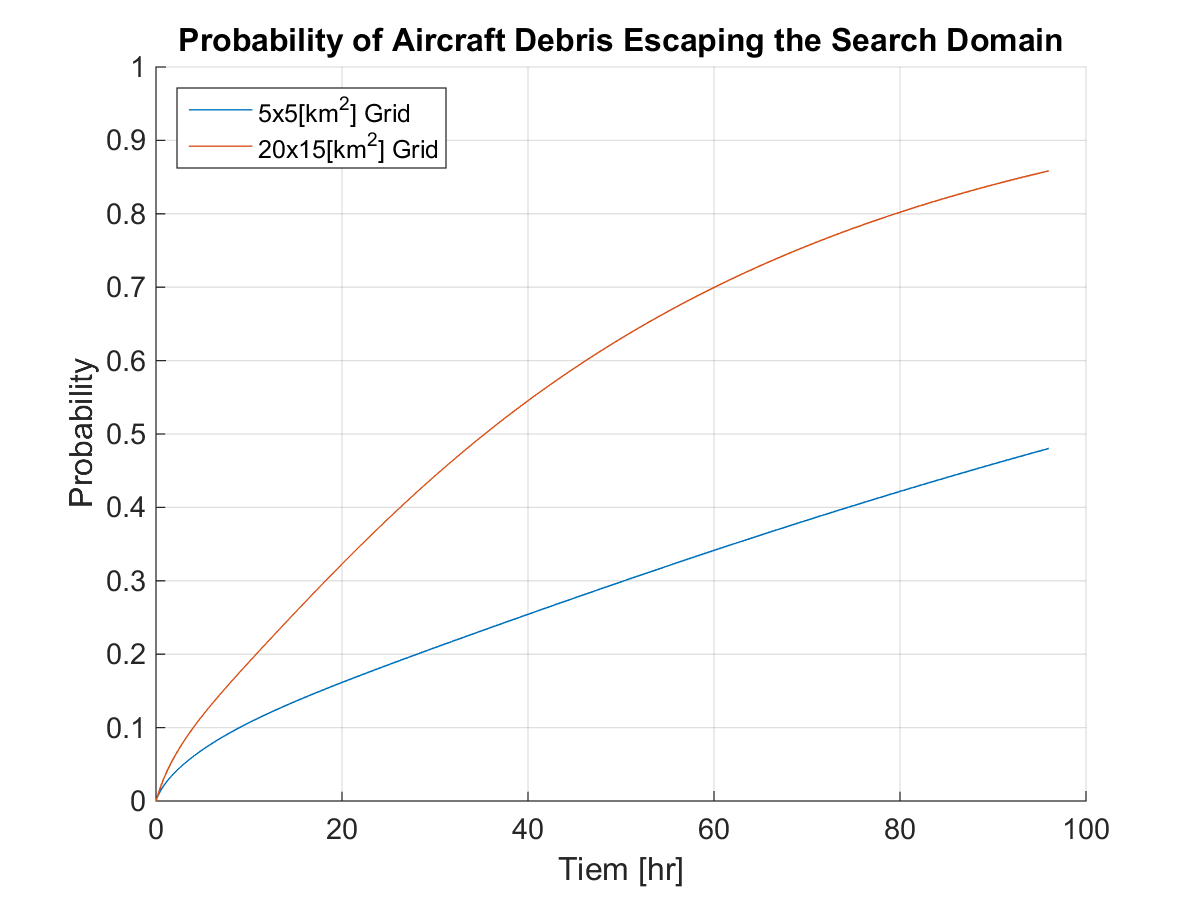 Probability of Aircraft Debris Escaping the Search Domain
1
0.9
0.8
0.7
0.6
0.5
0.4
0.3
0.2
0.1
0
5x5[km²] Grid
20x15[km²] Grid
Probability
0 20 40 60 80 100
Tiem [hr]